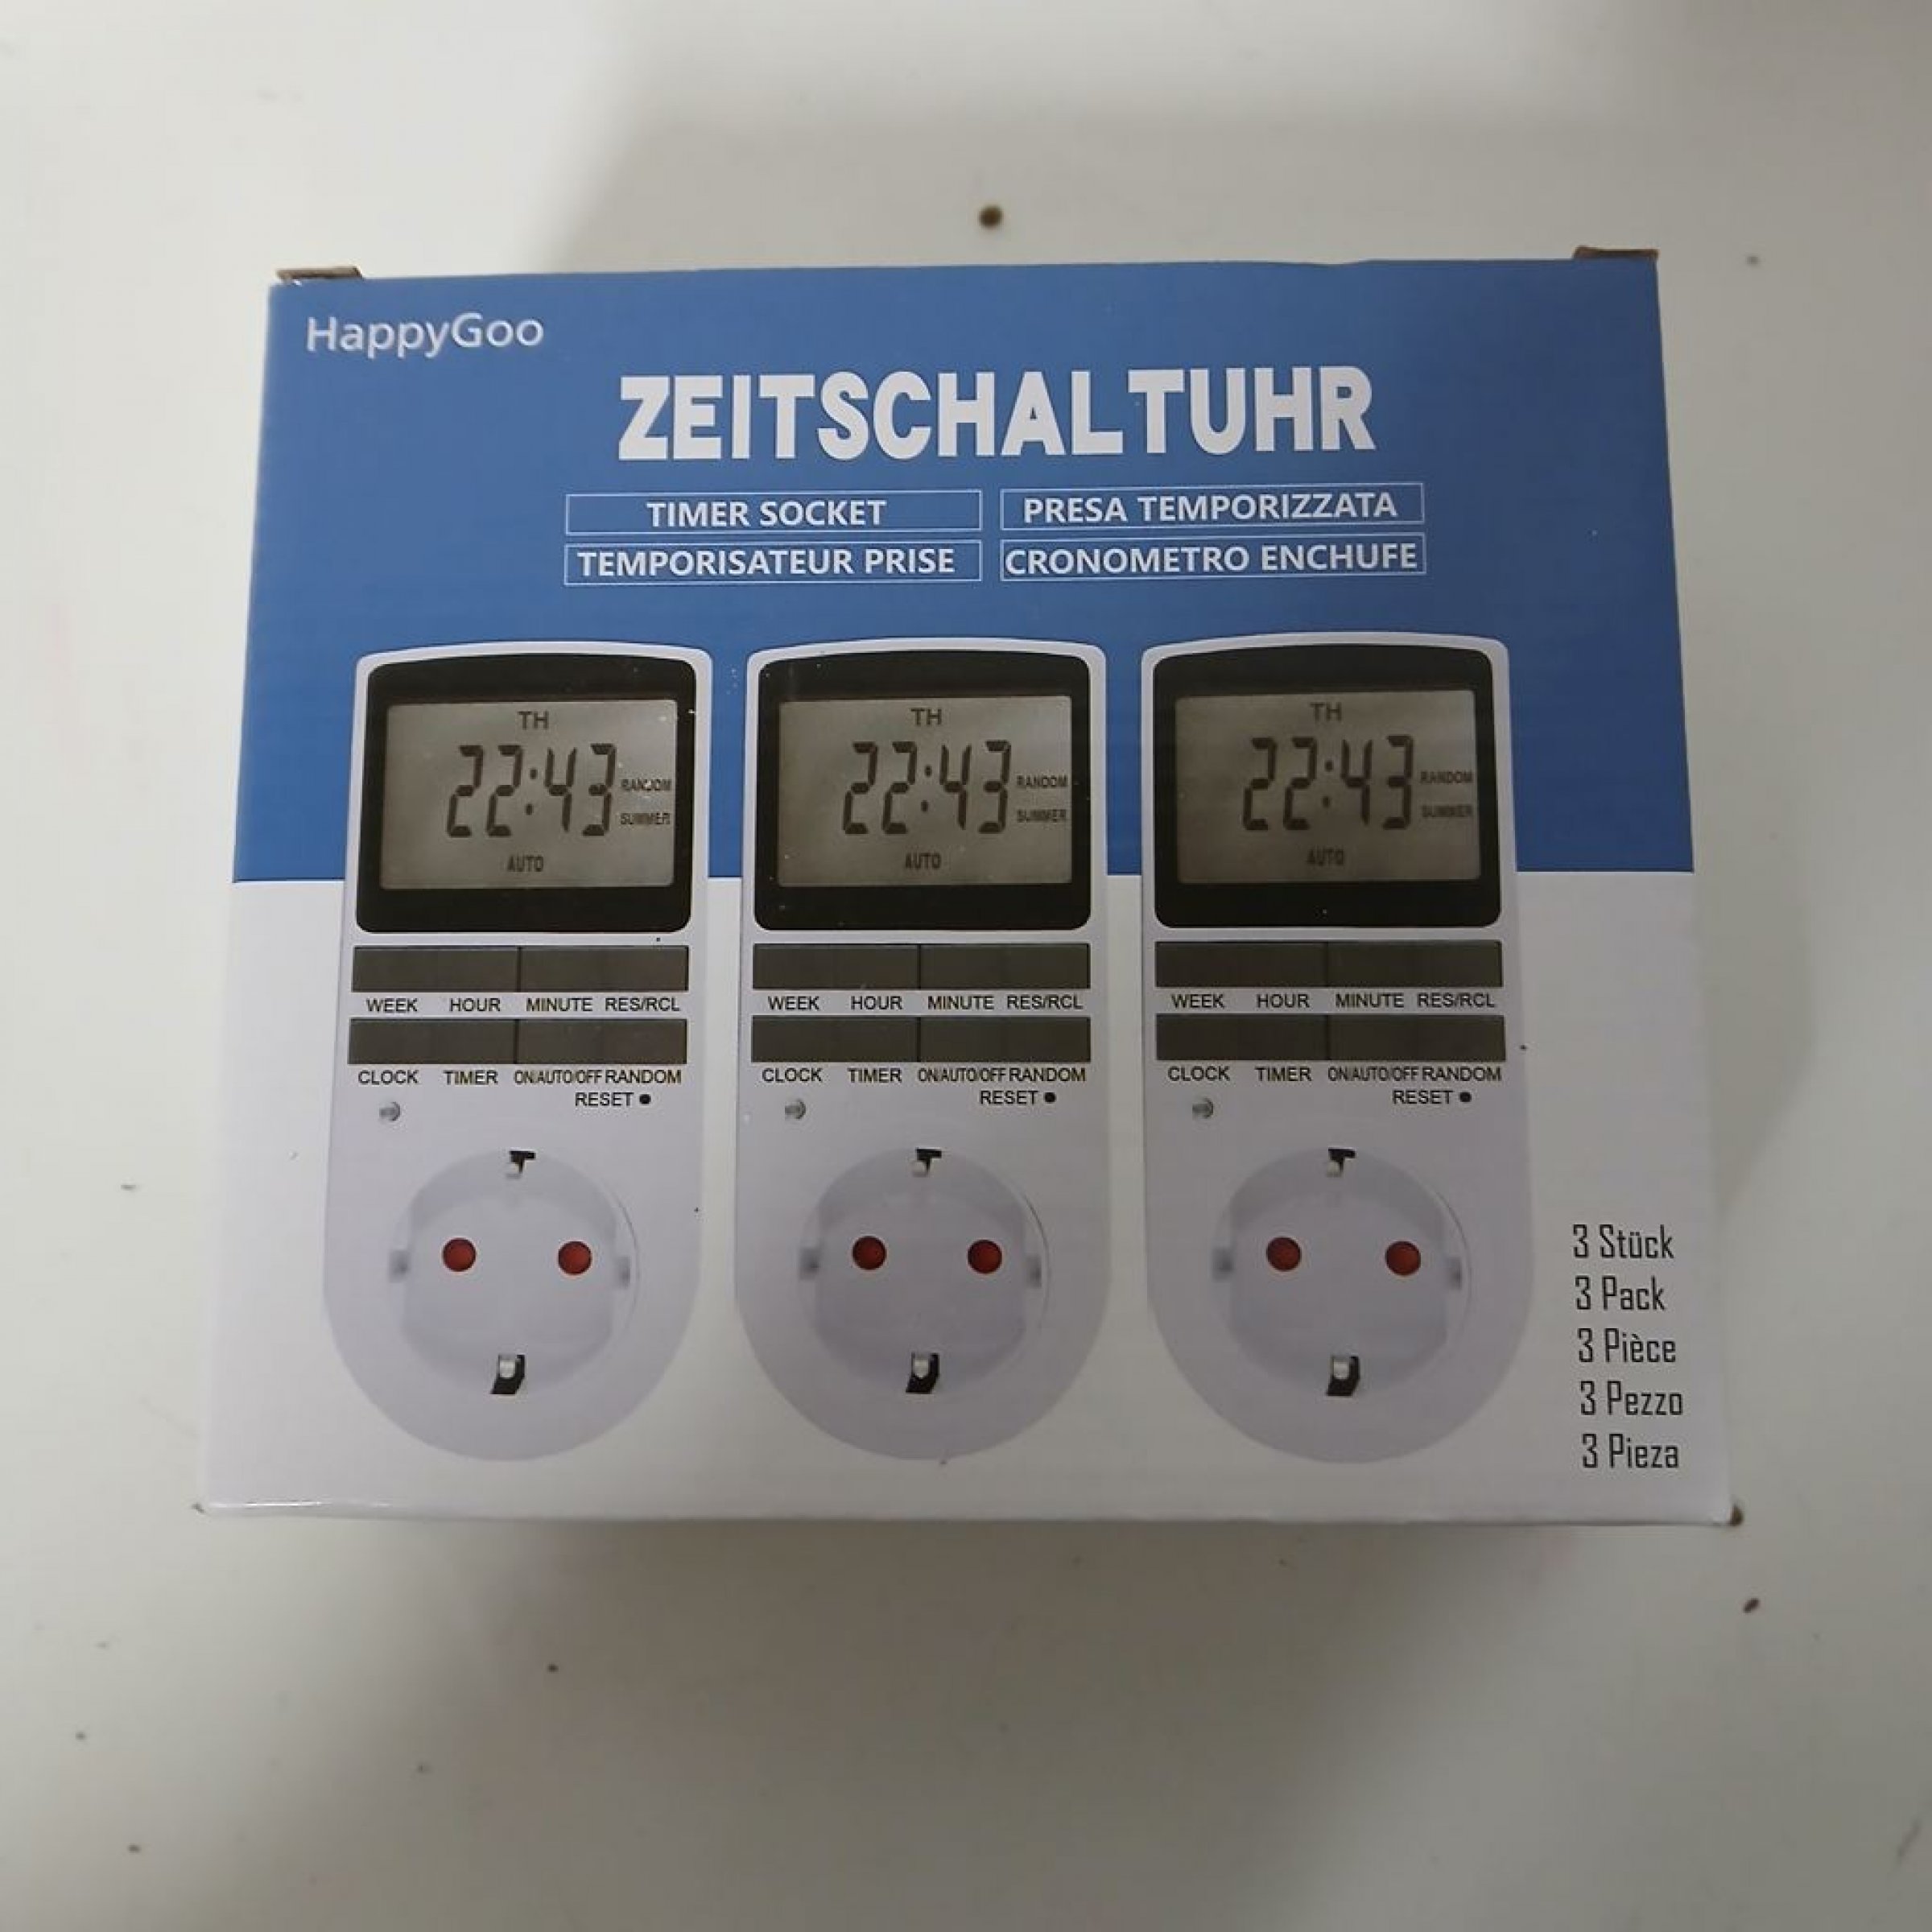 HappyGoo
ZEITSCHALTUHR
TIMER SOCKET
PRESA TEMPORIZZATA
TEMPORISATEUR PRISE
CRONOMETRO ENCHUFE
TH
22:43
RANDOM
SUMMER
AUTO
WEEK HOUR MINUTE RES/RCL
CLOCK TIMER ON/AUTO/OFF RANDOM
RESET
TH
22:43
RANDOM
SUMMER
AUTO
WEEK HOUR MINUTE RES/RCL
CLOCK TIMER ON/AUTO/OFF RANDOM
RESET
TH
22:43
RANDOM
SUMMER
AUTO
WEEK HOUR MINUTE RES/RCL
CLOCK TIMER ON/AUTO/OFF RANDOM
RESET
3 Stück
3 Pack
3 Pièce
3 Pezzo
3 Pieza